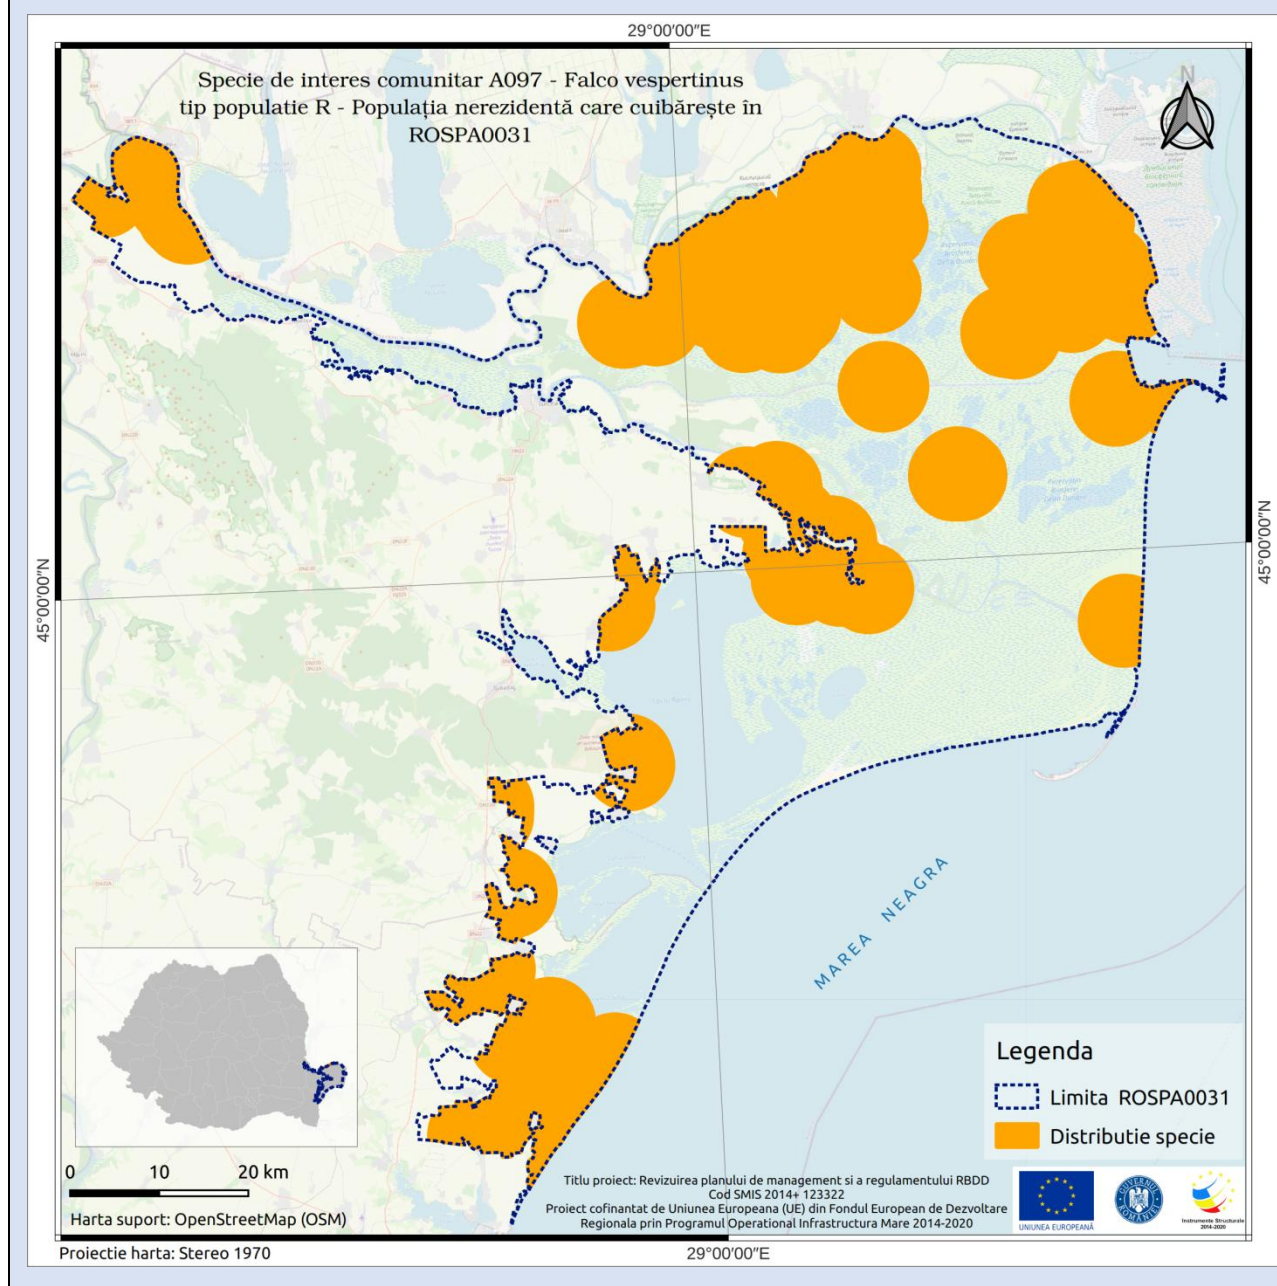 29°00′00″E
Specie de interes comunitar A097 - Falco vespertinus
tip populatie R - Populația nerezidentă care cuibărește în
ROSPA0031
N
45°00′00″N
45°00′00″N
MAREA NEAGRA
Legenda
Limita ROSPA0031
Distributie specie
0 10 20 km
Harta suport: OpenStreetMap (OSM)
Titlu proiect: Revizuirea planului de management si a regulamentului RBDD
Cod SMIS 2014+ 123322
Proiect cofinantat de Uniunea Europeana (UE) din Fondul European de Dezvoltare
Regionala prin Programul Operational Infrastructura Mare 2014-2020
UNIUNEA EUROPEANĂ
GUVERNUL ROMÂNIEI
Instrumente Structurale
2014-2020
Proiectie harta: Stereo 1970
29°00′00″E